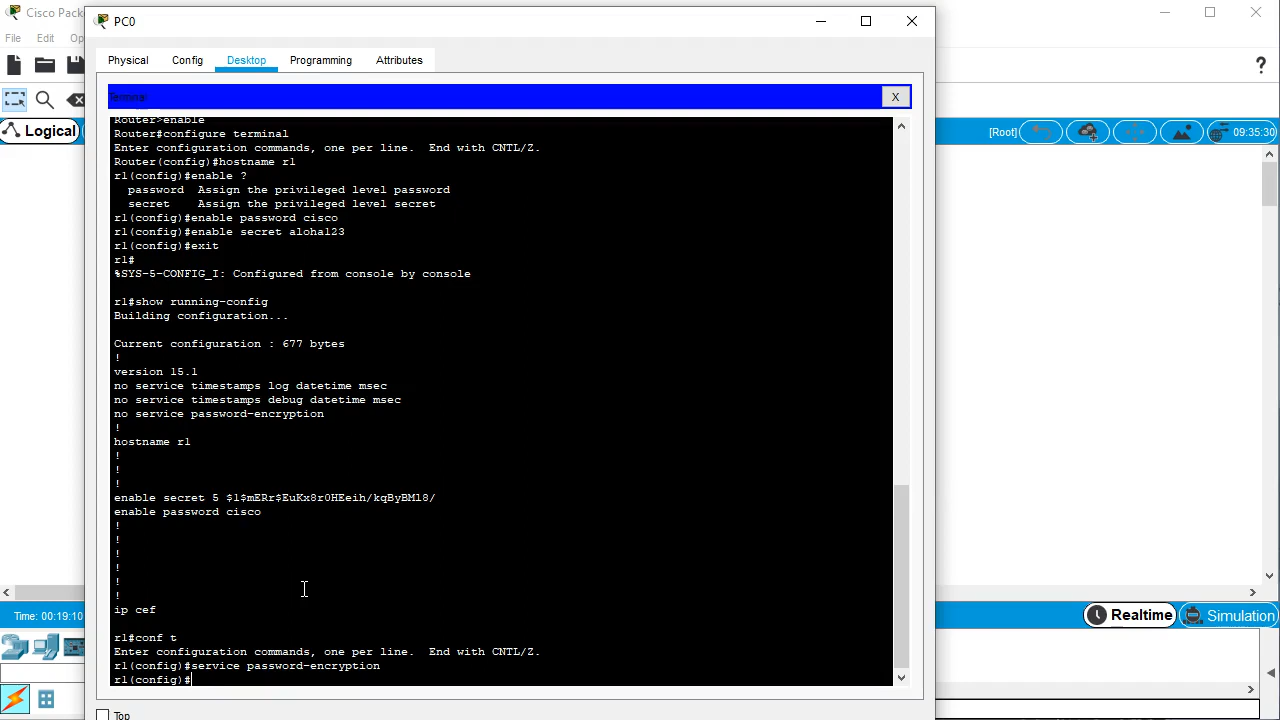 Cisco Pack
PC0
File Edit Op
Physical Config Desktop Programming Attributes
?
Terminal
X
Logical
[Root]
09:35:30
Router>enable
Router#configure terminal
Enter configuration commands, one per line.  End with CNTL/Z.
Router(config)#hostname r1
r1(config)#enable ?
  password  Assign the privileged level password
  secret    Assign the privileged level secret
r1(config)#enable password cisco
r1(config)#enable secret aloha123
r1(config)#exit
r1#
%SYS-5-CONFIG_I: Configured from console by console
r1#show running-config
Building configuration...
Current configuration : 677 bytes
!
version 15.1
no service timestamps log datetime msec
no service timestamps debug datetime msec
no service password-encryption
!
hostname r1
!
!
!
enable secret 5 $1$mERr$EuKx8r0HEeih/kqByBMl8/
enable password cisco
!
!
!
!
!
!
ip cef
r1#conf t
Enter configuration commands, one per line.  End with CNTL/Z.
r1(config)#service password-encryption
r1(config)#
Time: 00:19:10
Realtime
Simulation
Top